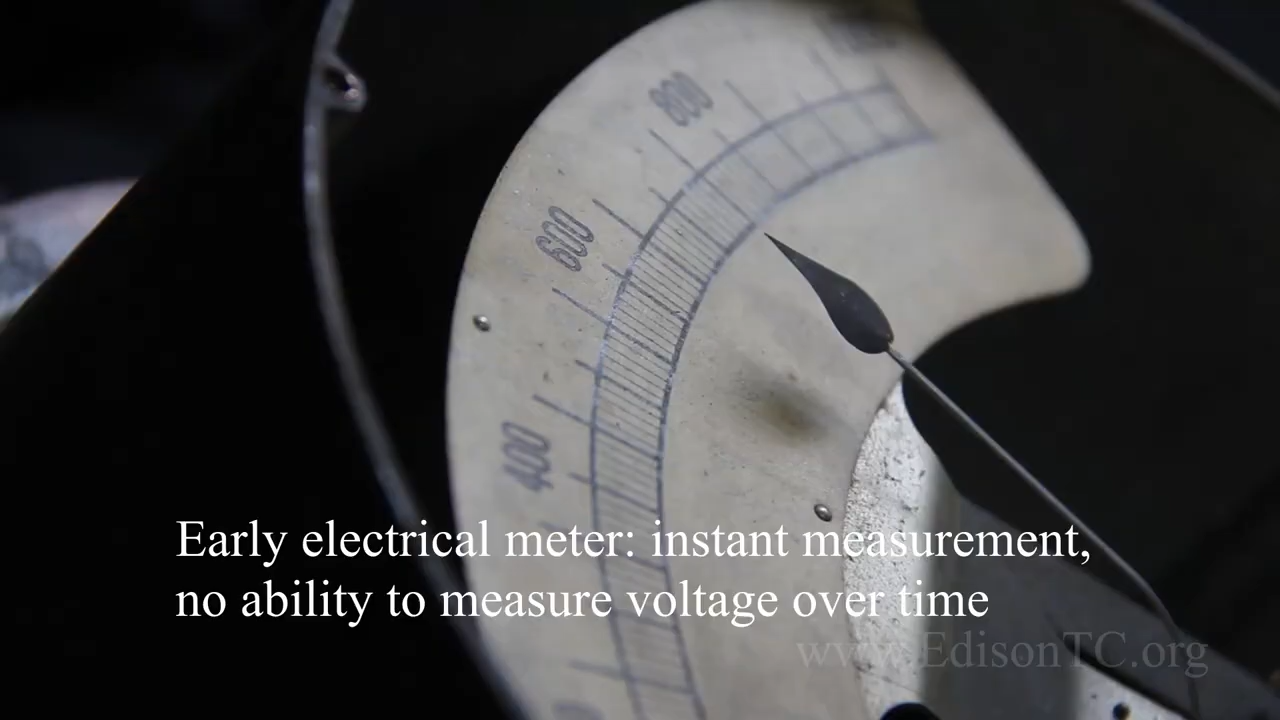 800
600
400
Early electrical meter: instant measurement,
no ability to measure voltage over time
www.EdisonTC.org